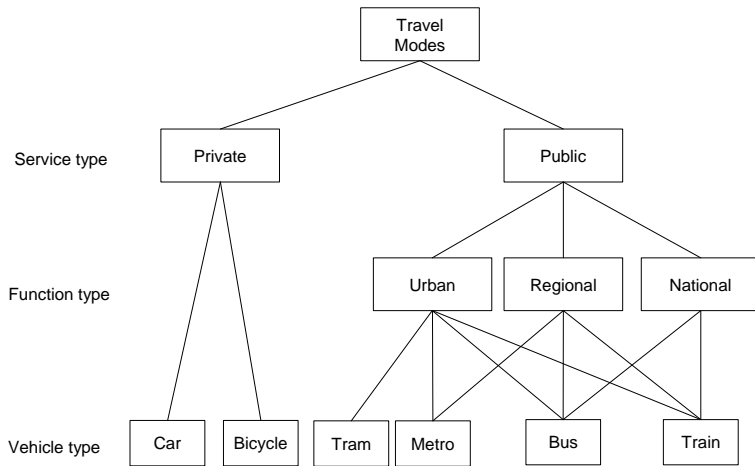 Travel
Modes
Service type
Private
Public
Function type
Urban
Regional
National
Vehicle type
Car
Bicycle
Tram
Metro
Bus
Train